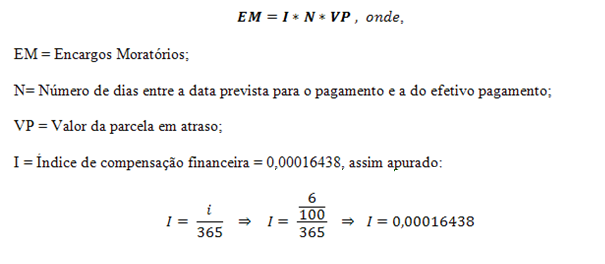 EM = I * N * VP , onde,
EM = Encargos Moratórios;
N= Número de dias entre a data prevista para o pagamento e a do efetivo pagamento;
VP = Valor da parcela em atraso;
I = Índice de compensação financeira = 0,00016438, assim apurado:
I = i/365 ⇒ I = (6/100)/365 ⇒ I = 0,00016438